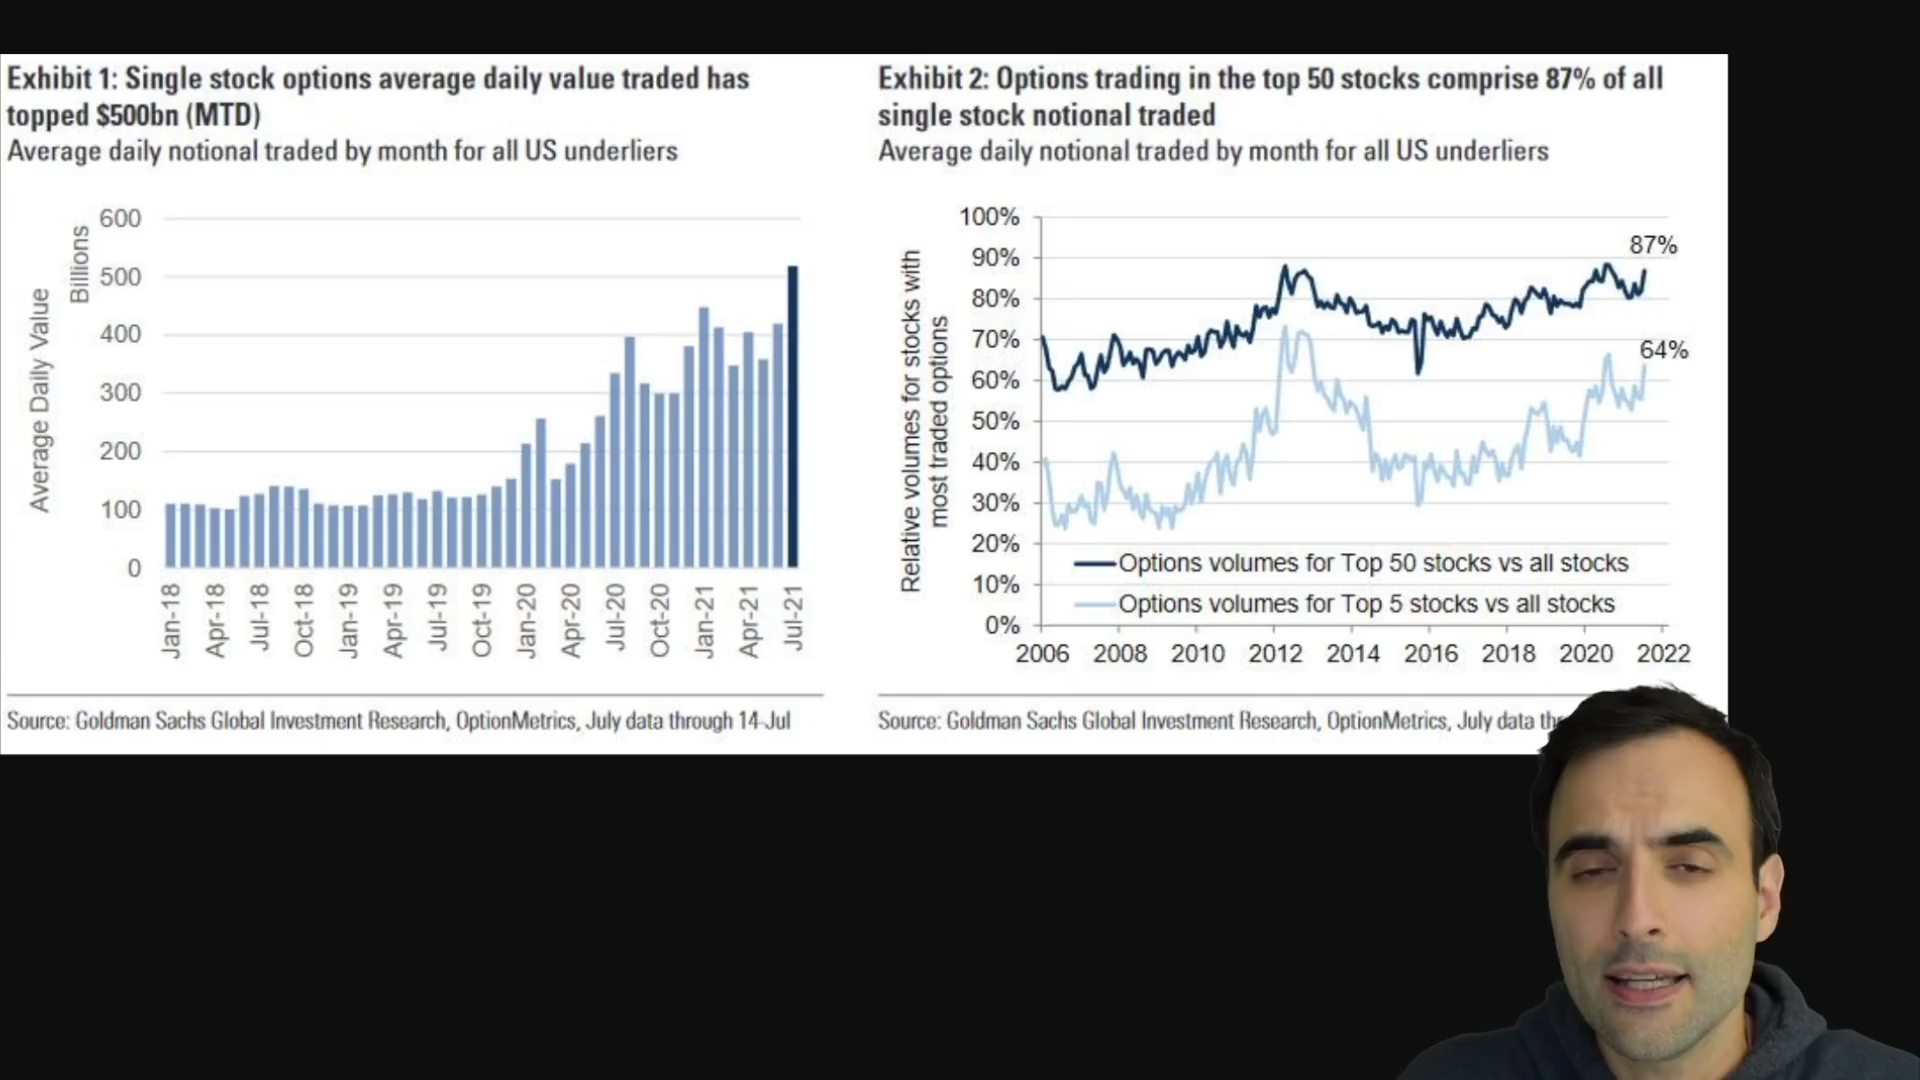 Exhibit 1: Single stock options average daily value traded has
topped $500bn (MTD)
Average daily notional traded by month for all US underliers
Average Daily Value
Billions
600
500
400
300
200
100
0
Jan-18
Apr-18
Jul-18
Oct-18
Jan-19
Apr-19
Jul-19
Oct-19
Jan-20
Apr-20
Jul-20
Oct-20
Jan-21
Apr-21
Jul-21
Source: Goldman Sachs Global Investment Research, OptionMetrics, July data through 14-Jul
Exhibit 2: Options trading in the top 50 stocks comprise 87% of all
single stock notional traded
Average daily notional traded by month for all US underliers
Relative volumes for stocks with
most traded options
100%
90%
80%
70%
60%
50%
40%
30%
20%
10%
0%
87%
64%
Options volumes for Top 50 stocks vs all stocks
Options volumes for Top 5 stocks vs all stocks
2006
2008
2010
2012
2014
2016
2018
2020
2022
Source: Goldman Sachs Global Investment Research, OptionMetrics, July data